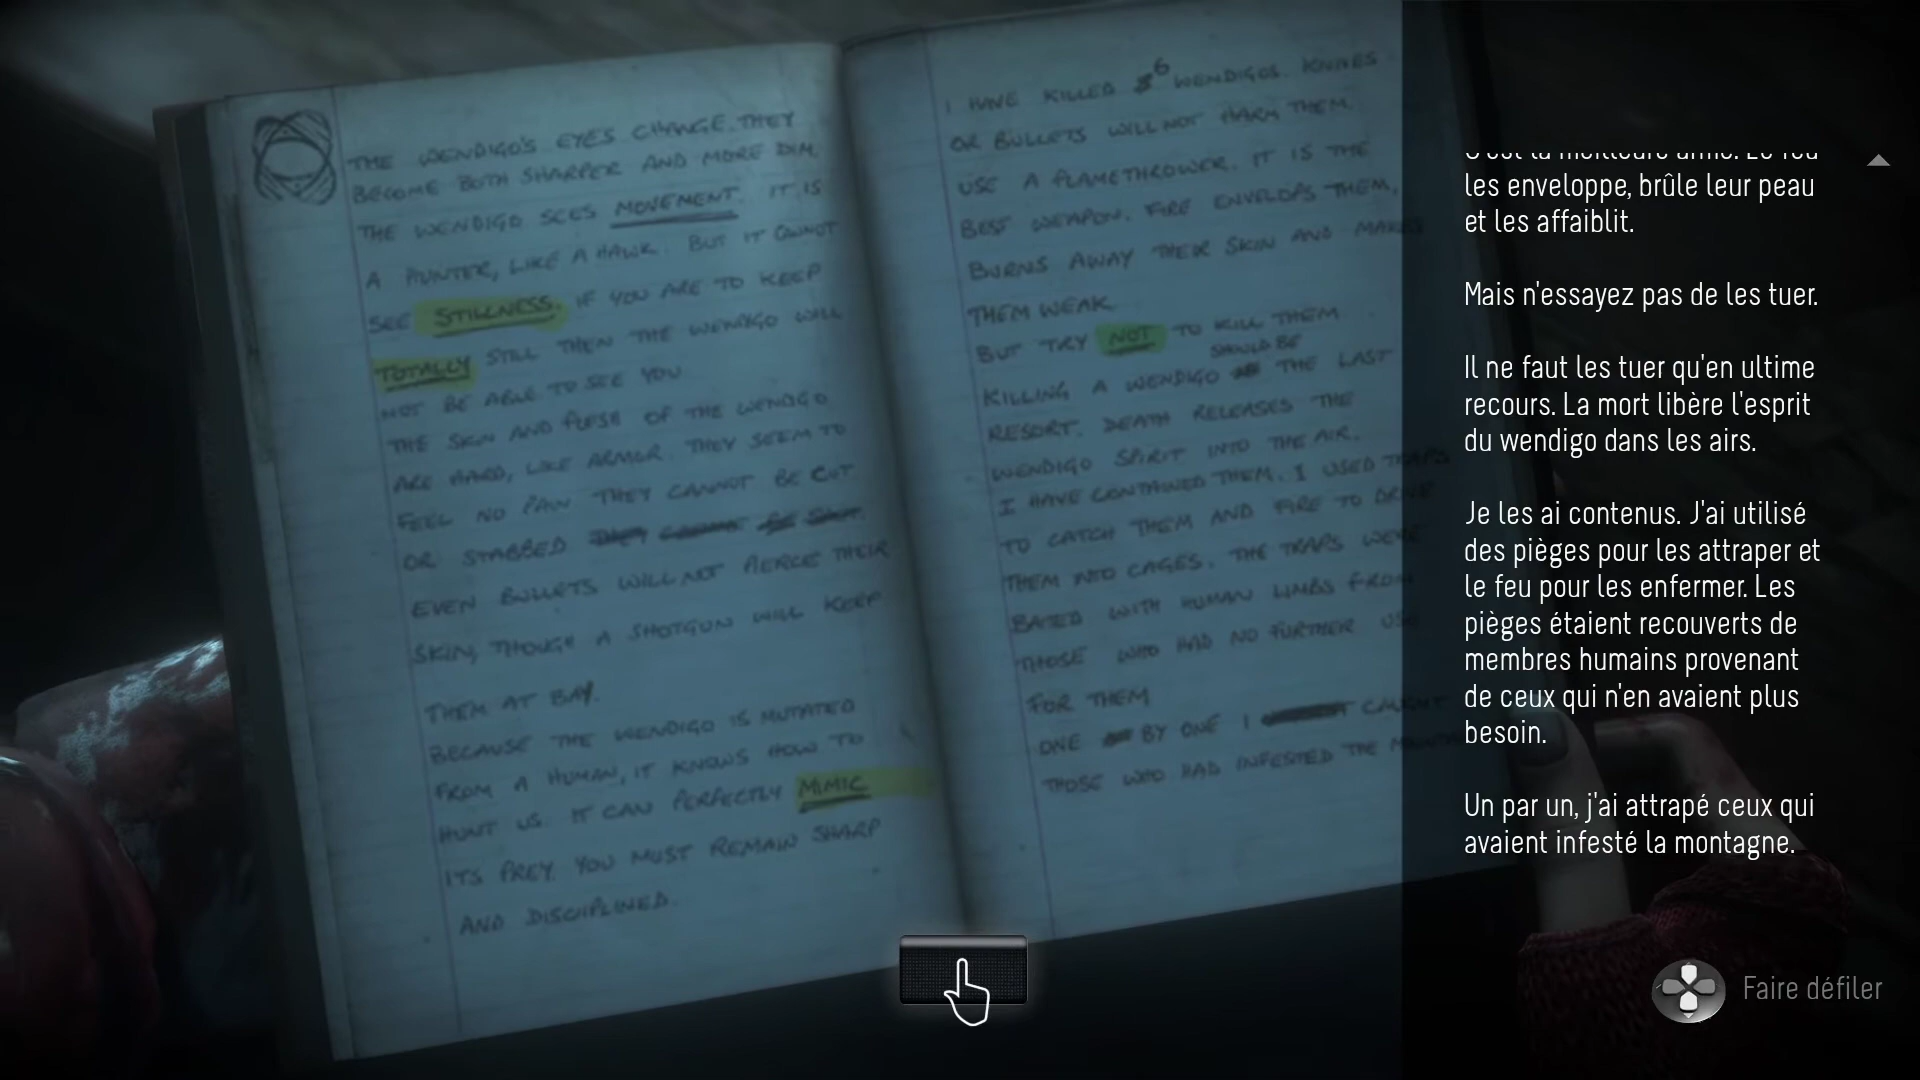 THE WENDIGO'S EYES CHANGE. THEY
BECOME BOTH SHARPER AND MORE DIM.
THE WENDIGO SEES MOVEMENT. IT IS
A HUNTER, LIKE A HAWK. BUT IT CANNOT
SEE STILLNESS. IF YOU ARE TO KEEP
TOTALLY STILL THEN THE WENDIGO WILL
NOT BE ABLE TO SEE YOU
THE SKIN AND FLESH OF THE WENDIGO
ARE HARD, LIKE ARMOR. THEY SEEM TO
FEEL NO PAIN THEY CANNOT BE CUT
OR STABBED THEY CANNOT BE SHOT.
EVEN BULLETS WILL NOT PIERCE THEIR
SKIN, THOUGH A SHOTGUN WILL KEEP
THEM AT BAY.
BECAUSE THE WENDIGO IS MUTATED
FROM A HUMAN, IT KNOWS HOW TO
HUNT US. IT CAN PERFECTLY MIMIC
ITS PREY. YOU MUST REMAIN SHARP
AND DISCIPLINED.
I HAVE KILLED 6 WENDIGOS. KNIVES
OR BULLETS WILL NOT HARM THEM.
USE A FLAMETHROWER. IT IS THE
BEST WEAPON. FIRE ENVELOPS THEM,
BURNS AWAY THEIR SKIN AND MAKES
THEM WEAK
BUT TRY NOT TO KILL THEM.
SHOULD BE
KILLING A WENDIGO THE LAST
RESORT. DEATH RELEASES THE
WENDIGO SPIRIT INTO THE AIR.
I HAVE CONTAINED THEM. I USED TRAPS
TO CATCH THEM AND FIRE TO DRIVE
THEM INTO CAGES. THE TRAPS WERE
BAITED WITH HUMAN LIMBS FROM
THOSE WHO HAD NO FURTHER USE
FOR THEM
ONE BY ONE I CAUGHT
THOSE WHO HAD INFESTED THE
C'est la meilleure arme. Le feu
les enveloppe, brûle leur peau
et les affaiblit.
Mais n'essayez pas de les tuer.
Il ne faut les tuer qu'en ultime
recours. La mort libère l'esprit
du wendigo dans les airs.
Je les ai contenus. J'ai utilisé
des pièges pour les attraper et
le feu pour les enfermer. Les
pièges étaient recouverts de
membres humains provenant
de ceux qui n'en avaient plus
besoin.
Un par un, j'ai attrapé ceux qui
avaient infesté la montagne.
Faire défiler